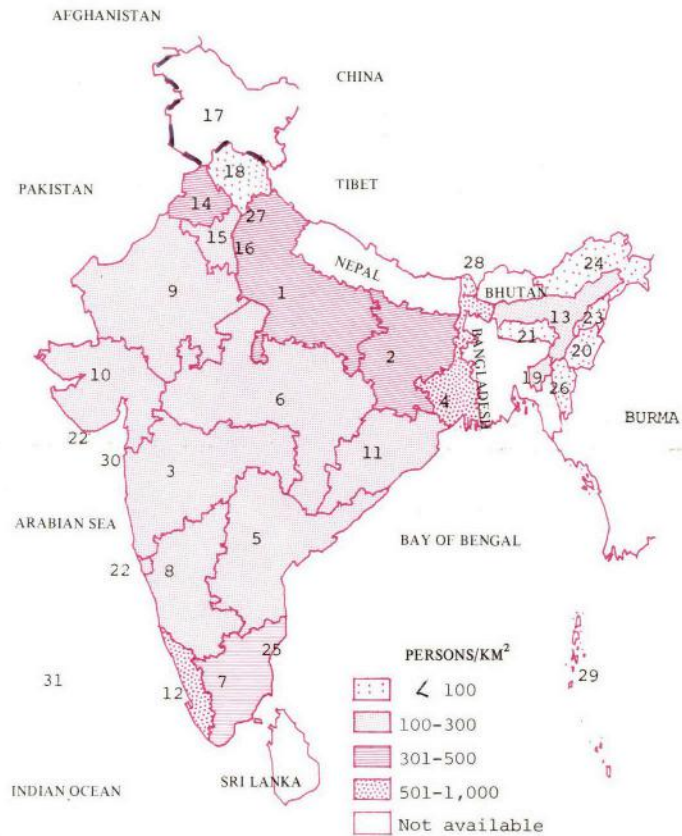 AFGHANISTAN
CHINA
17
18
PAKISTAN
TIBET
14
27
15
16
NEPAL
28
24
9
1
BHUTAN
13
23
2
21
20
10
BANGLADESH
19
6
4
26
22
11
BURMA
30
3
ARABIAN SEA
5
BAY OF BENGAL
22
8
25
PERSONS/KM²
29
31
12
7
< 100
100-300
301-500
SRI LANKA
501-1,000
INDIAN OCEAN
Not available